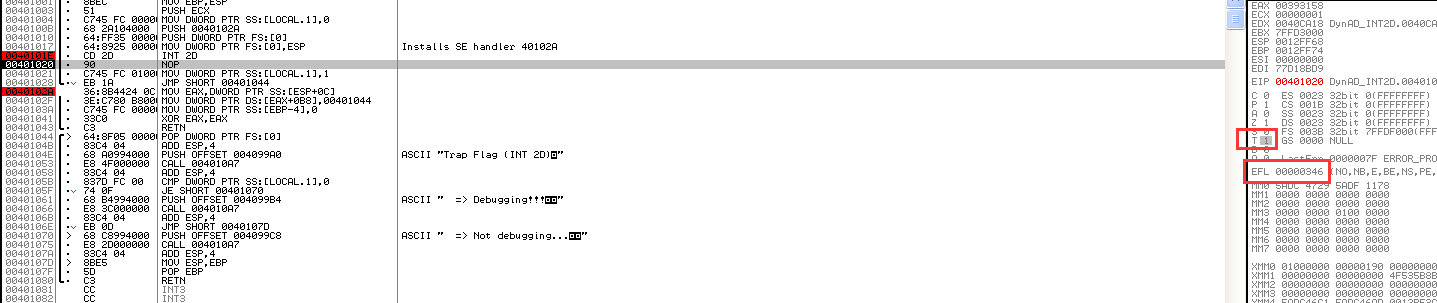 00401001 8BEC MOV EBP,ESP
00401003 51 PUSH ECX
00401004 C745 FC 00000 MOV DWORD PTR SS:[LOCAL.1],0
0040100B 68 2A104000 PUSH 0040102A
00401010 64:FF35 00000 PUSH DWORD PTR FS:[0]
00401017 64:8925 00000 MOV DWORD PTR FS:[0],ESP Installs SE handler 40102A
0040101E CD 2D INT 2D
00401020 90 NOP
00401021 C745 FC 01000 MOV DWORD PTR SS:[LOCAL.1],1
00401028 EB 1A JMP SHORT 00401044
0040102A 36:8B4424 0C MOV EAX,DWORD PTR SS:[ESP+0C]
0040102F 3E:C780 B8000 MOV DWORD PTR DS:[EAX+0B8],00401044
0040103A C745 FC 00000 MOV DWORD PTR SS:[EBP-4],0
00401041 33C0 XOR EAX,EAX
00401043 C3 RETN
00401044 64:8F05 00000 POP DWORD PTR FS:[0]
0040104B 83C4 04 ADD ESP,4
0040104E 68 A0994000 PUSH OFFSET 004099A0 ASCII "Trap Flag (INT 2D)"
00401053 E8 4F000000 CALL 004010A7
00401058 83C4 04 ADD ESP,4
0040105B 837D FC 00 CMP DWORD PTR SS:[LOCAL.1],0
0040105F 74 0F JE SHORT 00401070
00401061 68 B4994000 PUSH OFFSET 004099B4 ASCII " => Debugging!!!"
00401066 E8 3C000000 CALL 004010A7
0040106B 83C4 04 ADD ESP,4
0040106E EB 0D JMP SHORT 0040107D
00401070 68 C8994000 PUSH OFFSET 004099C8 ASCII " => Not debugging..."
00401075 E8 2D000000 CALL 004010A7
0040107A 83C4 04 ADD ESP,4
0040107D 8BE5 MOV ESP,EBP
0040107F 5D POP EBP
00401080 C3 RETN
00401081 CC INT3
00401082 CC INT3
EAX 00393158
ECX 00000001
EDX 0040CA18 DynAD_INT2D.0040CA
EBX 7FFD3000
ESP 0012FF68
EBP 0012FF74
ESI 00000000
EDI 77D18BD9
EIP 00401020 DynAD_INT2D.004010
C 0 ES 0023 32bit 0(FFFFFFFF)
P 1 CS 001B 32bit 0(FFFFFFFF)
A 0 SS 0023 32bit 0(FFFFFFFF)
Z 1 DS 0023 32bit 0(FFFFFFFF)
S 0 FS 003B 32bit 7FFDF000(FFF
T 1 GS 0000 NULL
D 0
O 0 LastErr 0000007F ERROR_PRO
EFL 00000346 (NO,NB,E,BE,NS,PE,
MM0 5ADC 4729 5ADF 1178
MM1 0000 0000 0000 0000
MM2 0000 0000 0000 0000
MM3 0000 0000 0100 0000
MM4 0000 0000 0000 0000
MM5 0000 0000 0000 0000
MM6 0000 0000 0000 0000
MM7 0000 0000 0000 0000
XMM0 01000000 00000190 00000000
XMM1 00000000 00000000 4F535B8B
XMM2 00000000 00000000 00000000
XMM3 00000000 00000000 00000000